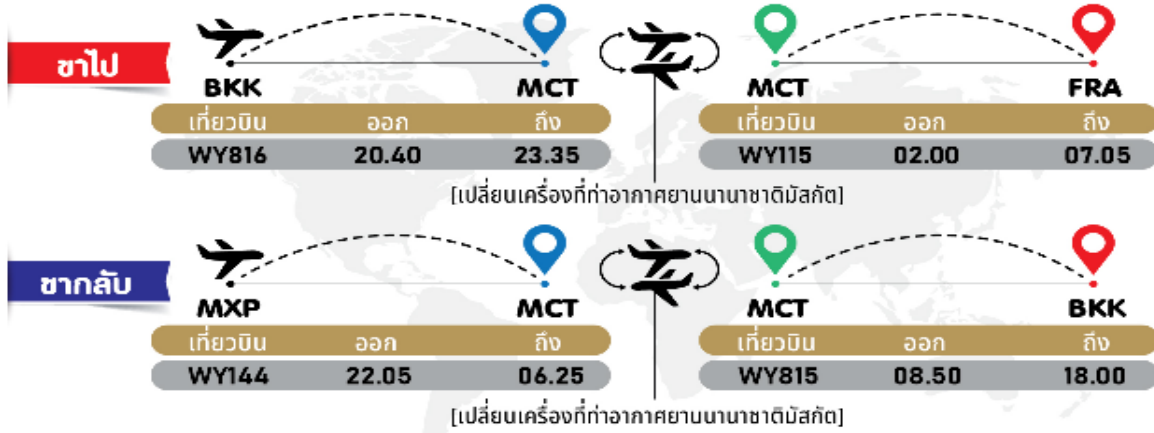 ขาไป
BKK MCT MCT FRA
เที่ยวบิน ออก ถึง เที่ยวบิน ออก ถึง
WY816 20.40 23.35 WY115 02.00 07.05
[เปลี่ยนเครื่องที่ท่าอากาศยานนานาชาติมัสกัต]
ขากลับ
MXP MCT MCT BKK
เที่ยวบิน ออก ถึง เที่ยวบิน ออก ถึง
WY144 22.05 06.25 WY815 08.50 18.00
[เปลี่ยนเครื่องที่ท่าอากาศยานนานาชาติมัสกัต]